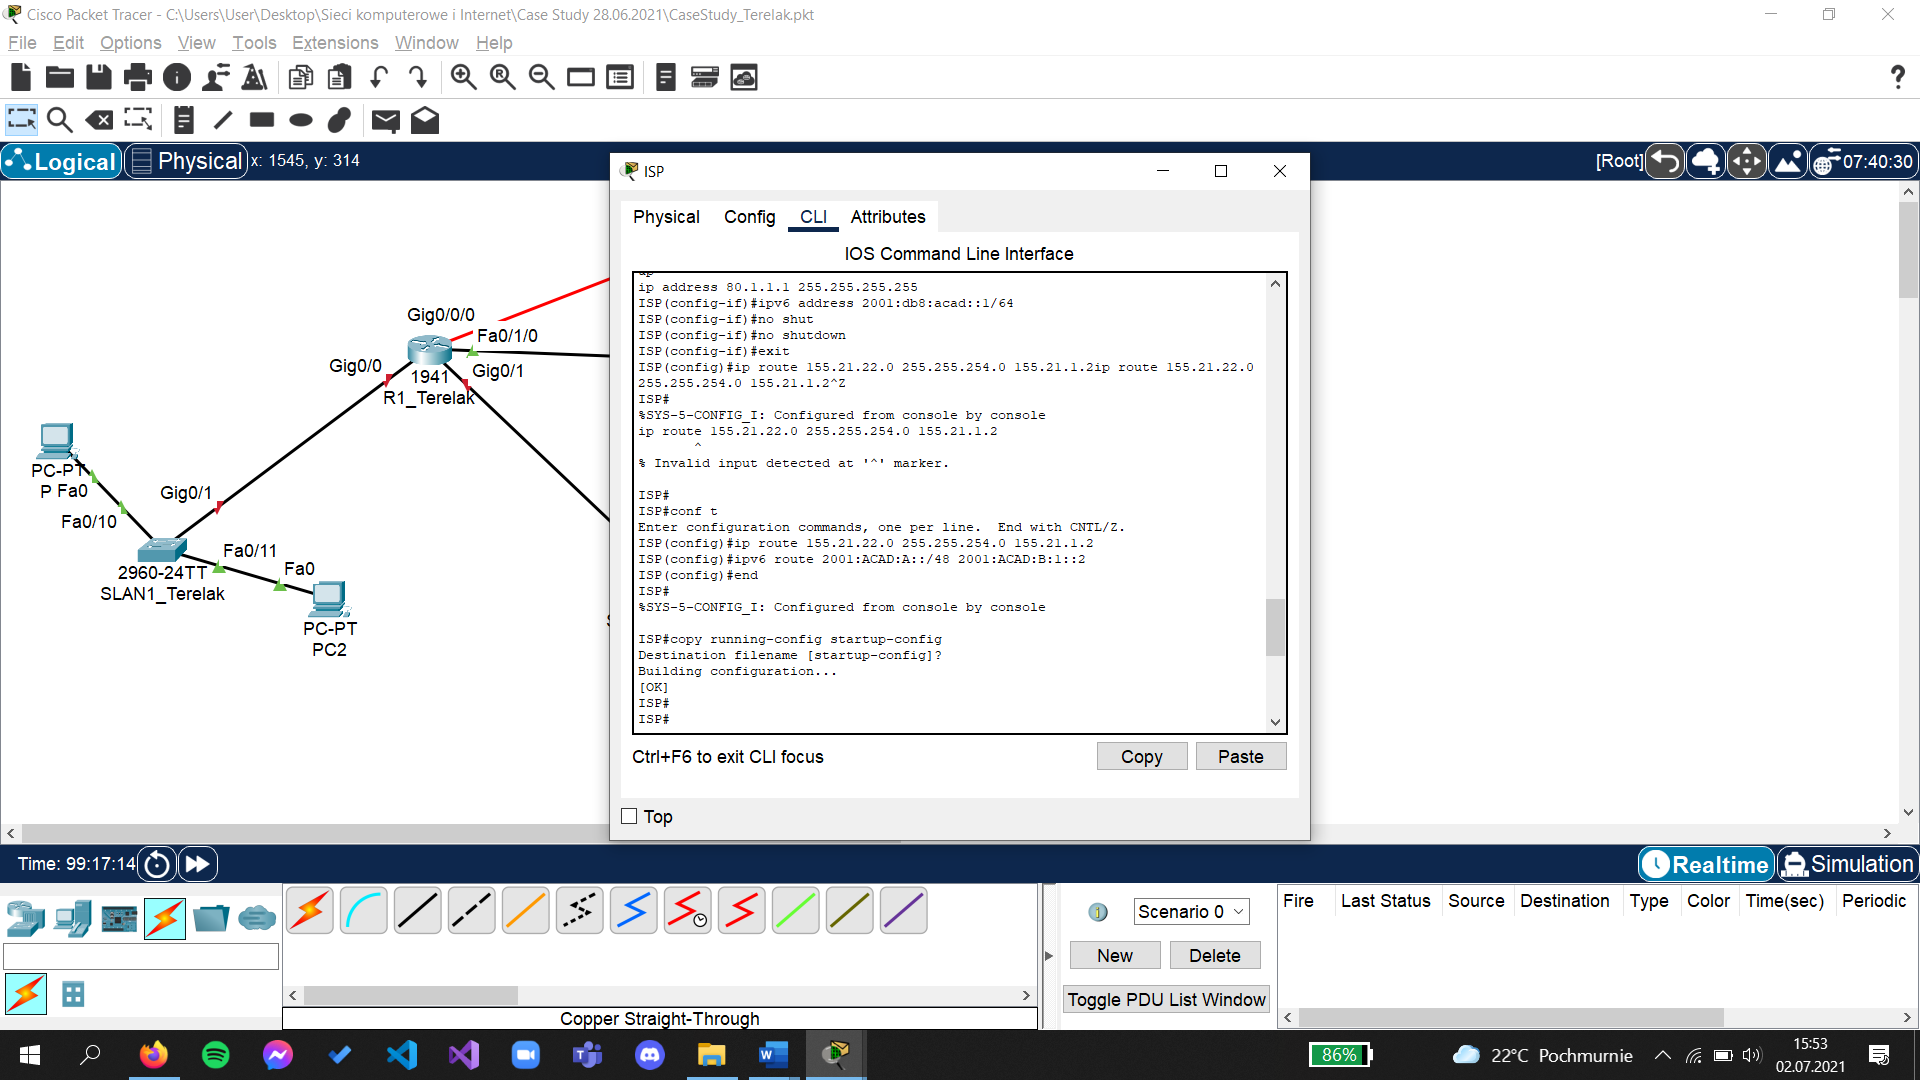 Cisco Packet Tracer - C:\Users\User\Desktop\Sieci komputerowe i Internet\Case Study 28.06.2021\CaseStudy_Terelak.pkt
File Edit Options View Tools Extensions Window Help
Logical Physical x: 1545, y: 314
[Root] 07:40:30
Gig0/0/0
Fa0/1/0
Gig0/0
Gig0/1
1941
R1_Terelak
PC-PT
P Fa0
Gig0/1
Fa0/10
Fa0/11
Fa0
2960-24TT
SLAN1_Terelak
PC-PT
PC2
ISP
Physical Config CLI Attributes
IOS Command Line Interface
up
ip address 80.1.1.1 255.255.255.255
ISP(config-if)#ipv6 address 2001:db8:acad::1/64
ISP(config-if)#no shut
ISP(config-if)#no shutdown
ISP(config-if)#exit
ISP(config)#ip route 155.21.22.0 255.255.254.0 155.21.1.2ip route 155.21.22.0
255.255.254.0 155.21.1.2^Z
ISP#
%SYS-5-CONFIG_I: Configured from console by console
ip route 155.21.22.0 255.255.254.0 155.21.1.2
^
% Invalid input detected at '^' marker.
ISP#
ISP#conf t
Enter configuration commands, one per line.  End with CNTL/Z.
ISP(config)#ip route 155.21.22.0 255.255.254.0 155.21.1.2
ISP(config)#ipv6 route 2001:ACAD:A::/48 2001:ACAD:B:1::2
ISP(config)#end
ISP#
%SYS-5-CONFIG_I: Configured from console by console
ISP#copy running-config startup-config
Destination filename [startup-config]?
Building configuration...
[OK]
ISP#
ISP#
Ctrl+F6 to exit CLI focus
Copy Paste
Top
Time: 99:17:14
Realtime Simulation
Scenario 0
New Delete
Toggle PDU List Window
Fire Last Status Source Destination Type Color Time(sec) Periodic
Copper Straight-Through
86%
22°C Pochmurnie
15:53
02.07.2021